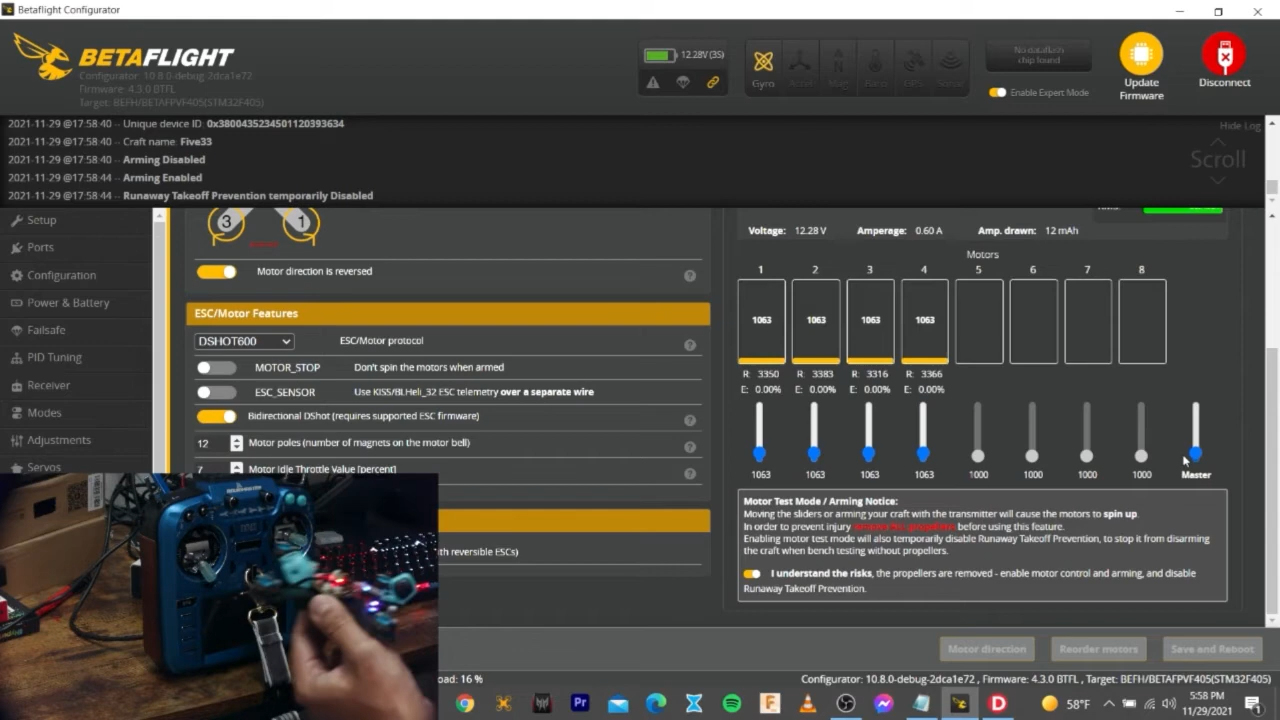 Betaflight Configurator
BETAFLIGHT
Configurator: 10.8.0-debug-2dca1e72
Firmware: 4.3.0 BTFL
Target: BEFH/BETAFPVF405(STM32F405)
12.28V (3S)
Gyro
Accel
Mag
Baro
GPS
Sonar
No dataflash
chip found
Enable Expert Mode
Update
Firmware
Disconnect
2021-11-29 @17:58:40 -- Unique device ID: 0x3800435234501120393634
2021-11-29 @17:58:40 -- Craft name: Five33
2021-11-29 @17:58:40 -- Arming Disabled
2021-11-29 @17:58:44 -- Arming Enabled
2021-11-29 @17:58:44 -- Runaway Takeoff Prevention temporarily Disabled
Hide Log
Scroll
Setup
Ports
Configuration
Power & Battery
Failsafe
PID Tuning
Receiver
Modes
Adjustments
Servos
3 1
Motor direction is reversed
ESC/Motor Features
DSHOT600 ESC/Motor protocol
MOTOR_STOP Don't spin the motors when armed
ESC_SENSOR Use KISS/BLHeli_32 ESC telemetry over a separate wire
Bidirectional DShot (requires supported ESC firmware)
12 Motor poles (number of magnets on the motor bell)
7 Motor Idle Throttle Value [percent]
with reversible ESCs)
Voltage: 12.28 V Amperage: 0.60 A Amp. drawn: 12 mAh
Motors
1 2 3 4 5 6 7 8
1063 1063 1063 1063
R: 3350 R: 3383 R: 3316 R: 3366
E: 0.00% E: 0.00% E: 0.00% E: 0.00%
1063 1063 1063 1063 1000 1000 1000 1000 Master
Motor Test Mode / Arming Notice:
Moving the sliders or arming your craft with the transmitter will cause the motors to spin up.
In order to prevent injury before using this feature.
Enabling motor test mode will also temporarily disable Runaway Takeoff Prevention, to stop it from disarming
the craft when bench testing without propellers.
I understand the risks, the propellers are removed - enable motor control and arming, and disable
Runaway Takeoff Prevention.
Motor direction
Reorder motors
Save and Reboot
oad: 16 %
Configurator: 10.8.0-debug-2dca1e72, Firmware: 4.3.0 BTFL, Target: BEFH/BETAFPVF405(STM32F405)
Pr
F
D
58°F
5:58 PM
11/29/2021
1